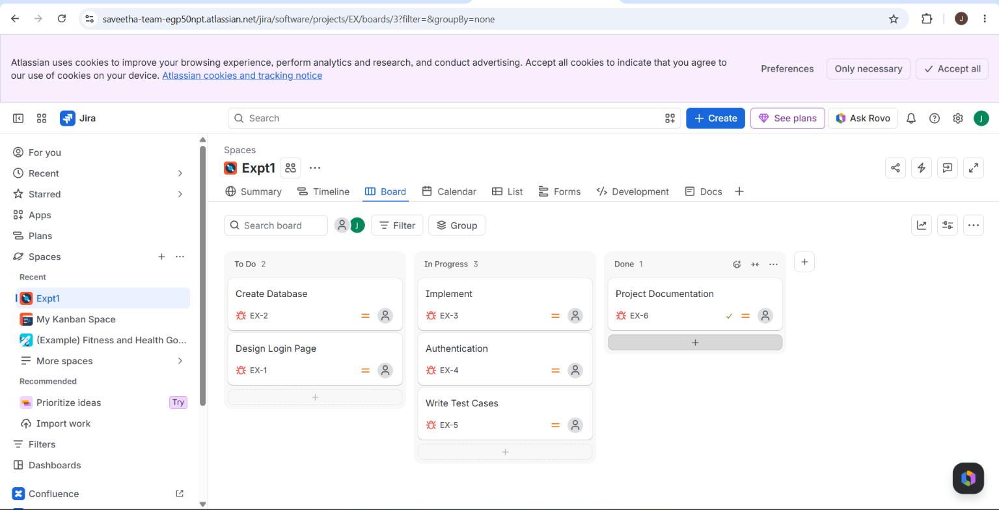 saveetha-team-egp50npt.atlassian.net/jira/software/projects/EX/boards/3?filter=&groupBy=none
J
Atlassian uses cookies to improve your browsing experience, perform analytics and research, and conduct advertising. Accept all cookies to indicate that you agree to
our use of cookies on your device. Atlassian cookies and tracking notice
Preferences
Only necessary
Accept all
Jira
Search
Create
See plans
Ask Rovo
J
For you
Recent
Starred
Apps
Plans
Spaces
Recent
Expt1
My Kanban Space
(Example) Fitness and Health Go...
More spaces
Recommended
Prioritize ideas
Try
Import work
Filters
Dashboards
Confluence
Spaces
Expt1
Summary
Timeline
Board
Calendar
List
Forms
Development
Docs
Search board
J
Filter
Group
To Do 2
Create Database
EX-2
Design Login Page
EX-1
In Progress 3
Implement
EX-3
Authentication
EX-4
Write Test Cases
EX-5
Done 1
Project Documentation
EX-6